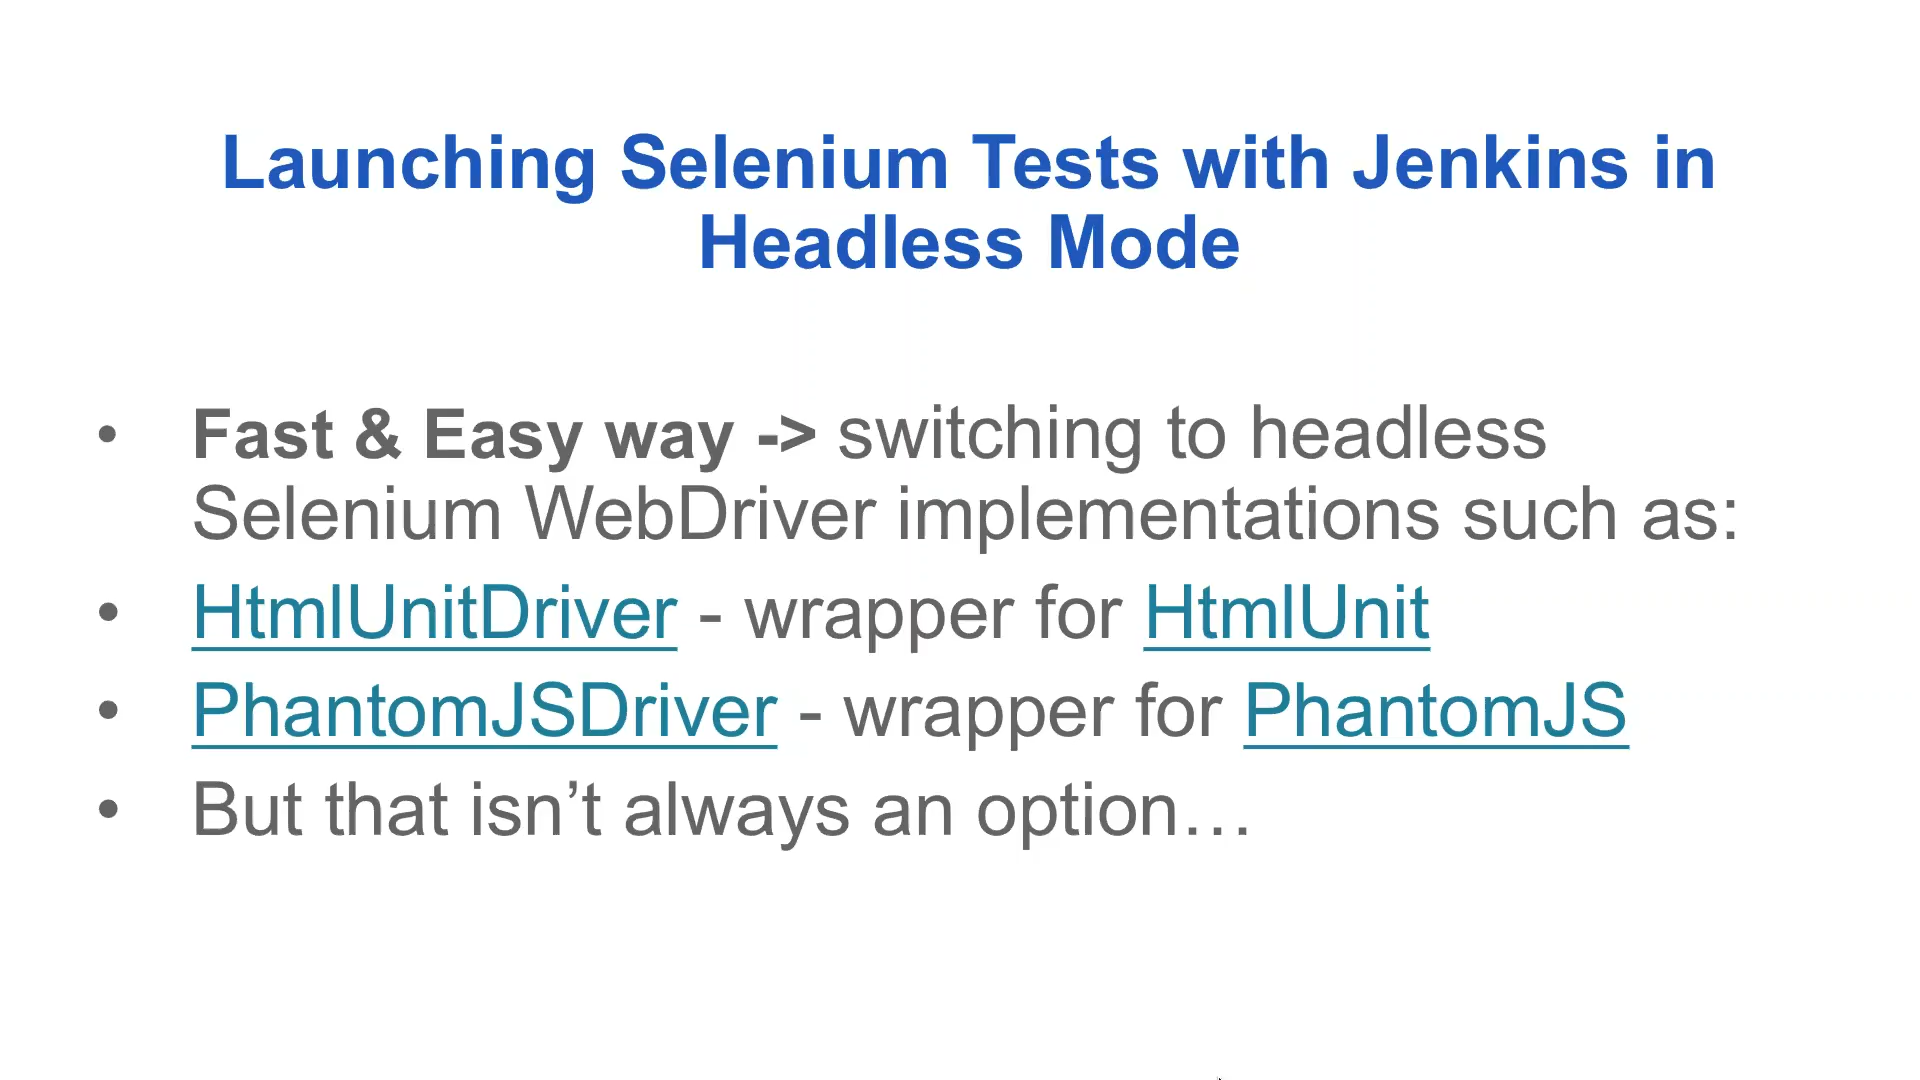 Launching Selenium Tests with Jenkins in
Headless Mode
• Fast & Easy way -> switching to headless
Selenium WebDriver implementations such as:
• HtmlUnitDriver - wrapper for HtmlUnit
• PhantomJSDriver - wrapper for PhantomJS
• But that isn’t always an option…